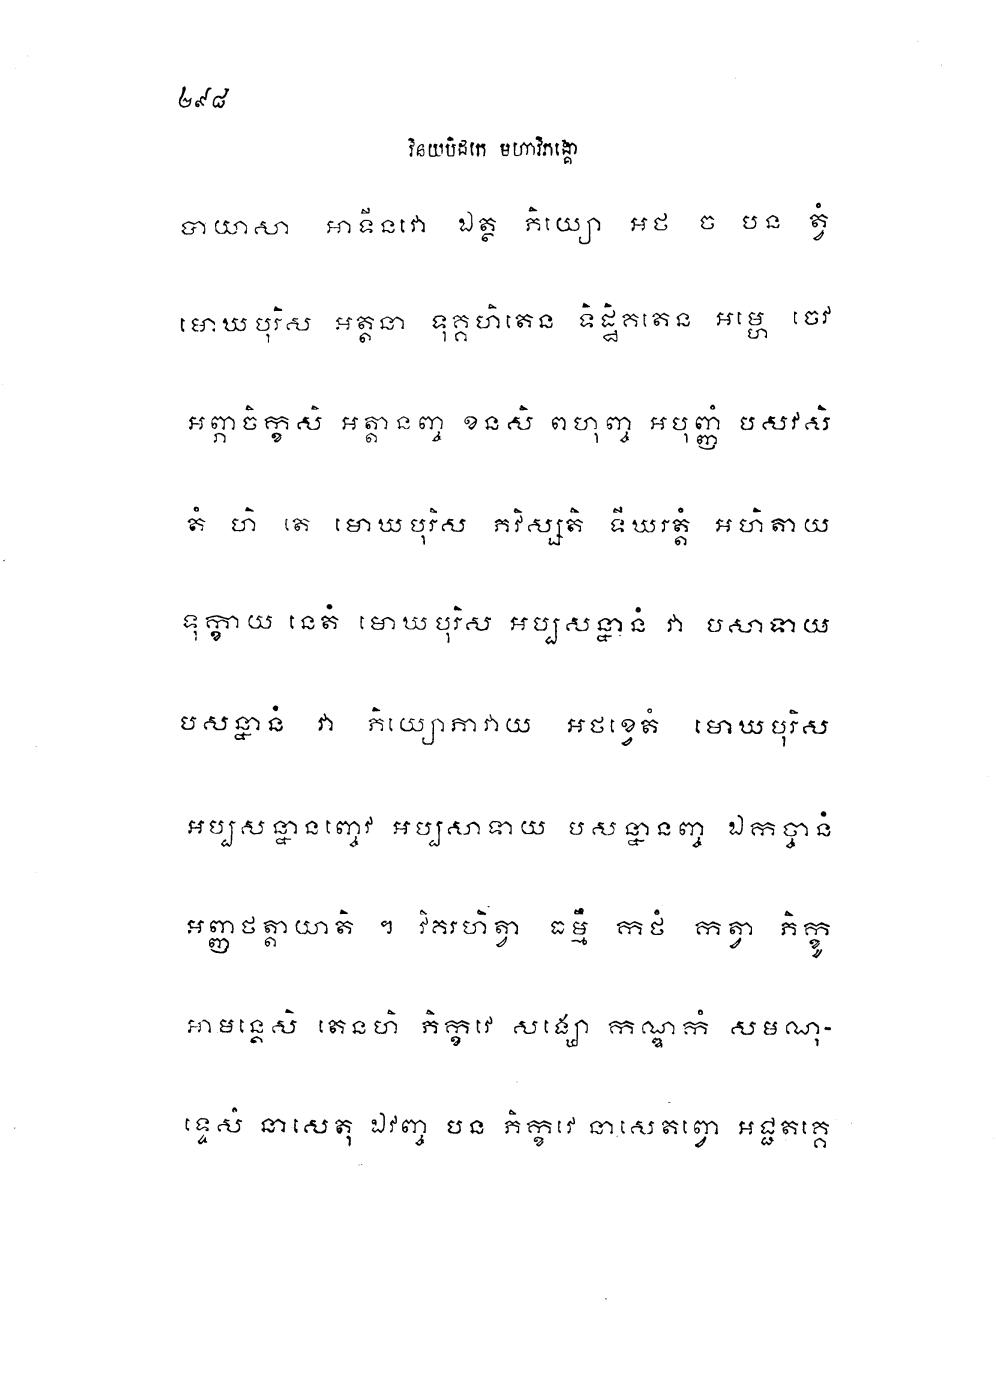 ២៩៨
វិនយបិដកេ មហាវិភង្គោ
បាយាសា អាទីនវោ ឯត្ថ ភិយ្យោ អថ ច បន ត្វំ
មោឃបុរិស អត្តនា ទុគ្គហិតេន ទិដ្ឋិគតេន អម្ហេ ចេវ
អព្ភាចិក្ខសិ អត្តានញ្ច ខនសិ ពហុញ្ច អបុញ្ញំ បសវសិ
តំ ហិ តេ មោឃបុរិស ភវិស្សតិ ទីឃរត្តំ អហិតាយ
ទុក្ខាយ នេតំ មោឃបុរិស អប្បសន្នានំ វា បសាទាយ
បសន្នានំ វា ភិយ្យោភាវាយ អថខ្វេតំ មោឃបុរិស
អប្បសន្នានញ្ចេវ អប្បសាទាយ បសន្នានញ្ច ឯកច្ចានំ
អញ្ញថត្តាយាតិ ។ វិគរហិត្វា ធម្មឹ កថំ កត្វា ភិក្ខូ
អាមន្តេសិ តេនហិ ភិក្ខវេ សង្ឃោ កណ្ឌកំ សមណុ-
ទ្ទេសំ នាសេតុ ឯវញ្ច បន ភិក្ខវេ នាសេតព្វោ អជ្ជតគ្គេ